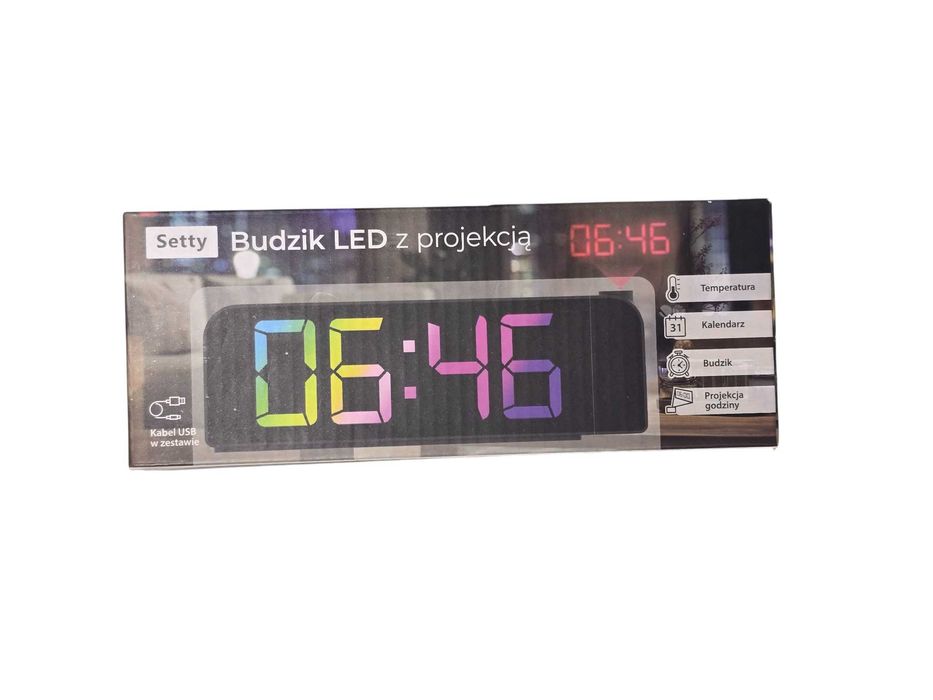 Setty
Budzik LED z projekcją
06:46
06:46
Temperatura
31
Kalendarz
Budzik
Projekcja
godziny
Kabel USB
w zestawie